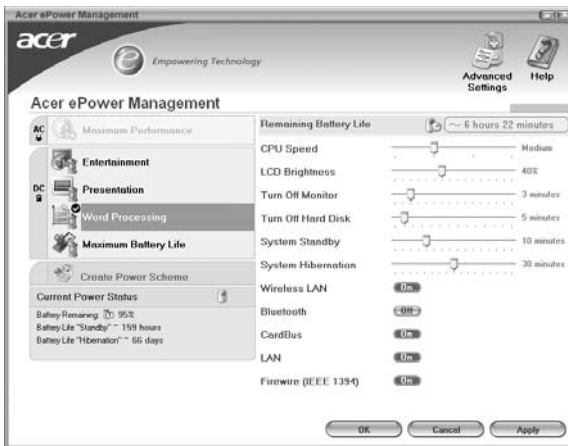 Acer ePower Management
acer
Empowering Technology
Advanced
Settings
Help
Acer ePower Management
AC
Maximum Performance
DC
Entertainment
Presentation
Word Processing
Maximum Battery Life
Create Power Scheme
Current Power Status
Battery Remaining: 95%
Battery Life "Standby" ~ 159 hours
Battery Life "Hibernation" ~ 66 days
Remaining Battery Life ~ 6 hours 22 minutes
CPU Speed Medium
LCD Brightness 40%
Turn Off Monitor 3 minutes
Turn Off Hard Disk 5 minutes
System Standby 10 minutes
System Hibernation 30 minutes
Wireless LAN On
Bluetooth Off
CardBus On
LAN On
Firewire (IEEE 1394) On
OK Cancel Apply